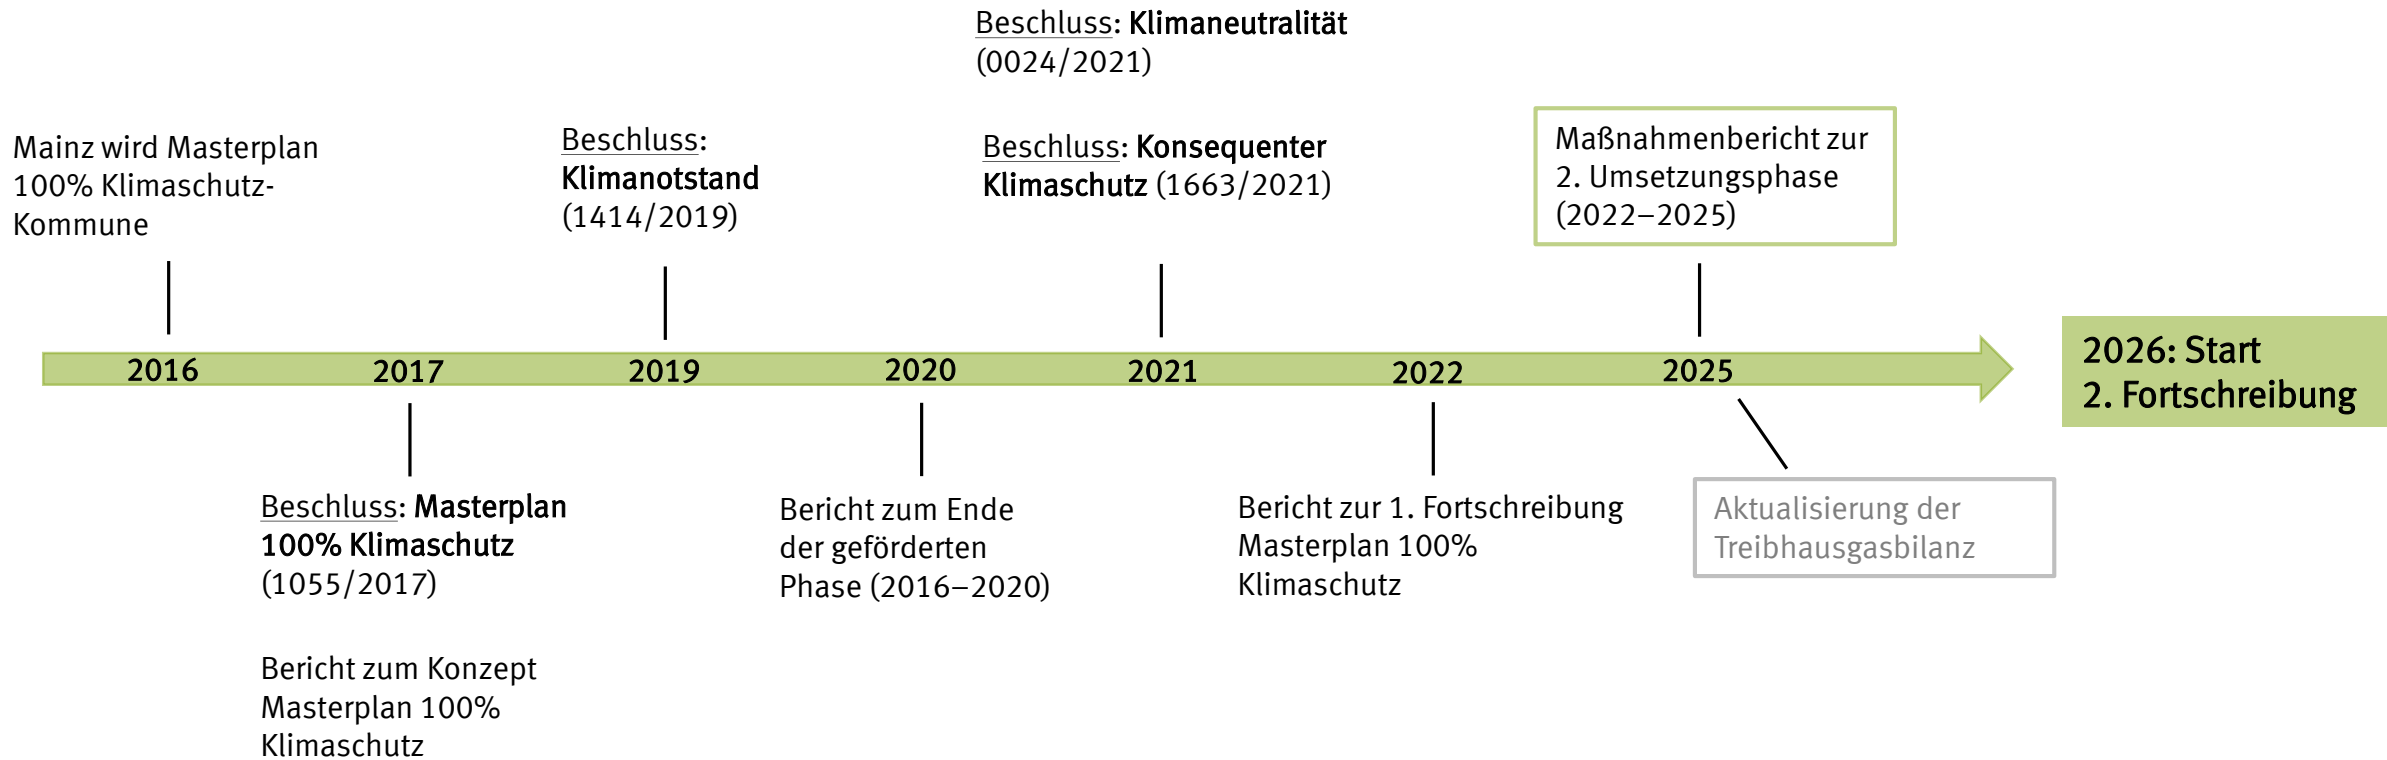 Mainz wird Masterplan
100% Klimaschutz-
Kommune
Beschluss:
Klimanotstand
(1414/2019)
Beschluss: Klimaneutralität
(0024/2021)
Beschluss: Konsequenter
Klimaschutz (1663/2021)
Maßnahmenbericht zur
2. Umsetzungsphase
(2022–2025)
2016
2017
2019
2020
2021
2022
2025
2026: Start
2. Fortschreibung
Beschluss: Masterplan
100% Klimaschutz
(1055/2017)
Bericht zum Konzept
Masterplan 100%
Klimaschutz
Bericht zum Ende
der geförderten
Phase (2016–2020)
Bericht zur 1. Fortschreibung
Masterplan 100%
Klimaschutz
Aktualisierung der
Treibhausgasbilanz